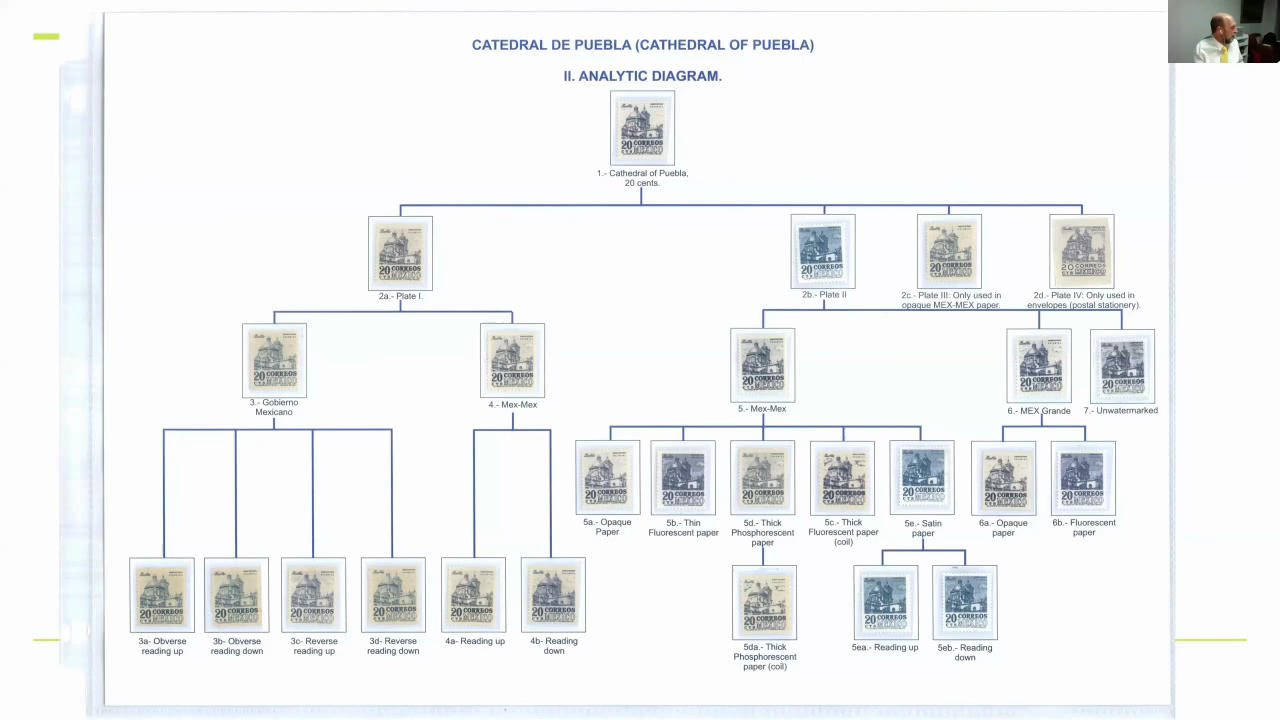 CATEDRAL DE PUEBLA (CATHEDRAL OF PUEBLA)
II. ANALYTIC DIAGRAM.
20 CORREOS
MEXICO
1.- Cathedral of Puebla,
20 cents.
2a.- Plate I.
2b.- Plate II
2c.- Plate III: Only used in
opaque MEX-MEX paper.
2d.- Plate IV: Only used in
envelopes (postal stationery).
3.- Gobierno
Mexicano
4.- Mex-Mex
5.- Mex-Mex
6.- MEX Grande
7.- Unwatermarked
5a.- Opaque
Paper
5b.- Thin
Fluorescent paper
5d.- Thick
Phosphorescent
paper
5c.- Thick
Fluorescent paper
(coil)
5e.- Satin
paper
6a.- Opaque
paper
6b.- Fluorescent
paper
3a- Obverse
reading up
3b- Obverse
reading down
3c- Reverse
reading up
3d- Reverse
reading down
4a- Reading up
4b- Reading
down
5da.- Thick
Phosphorescent
paper (coil)
5ea.- Reading up
5eb.- Reading
down